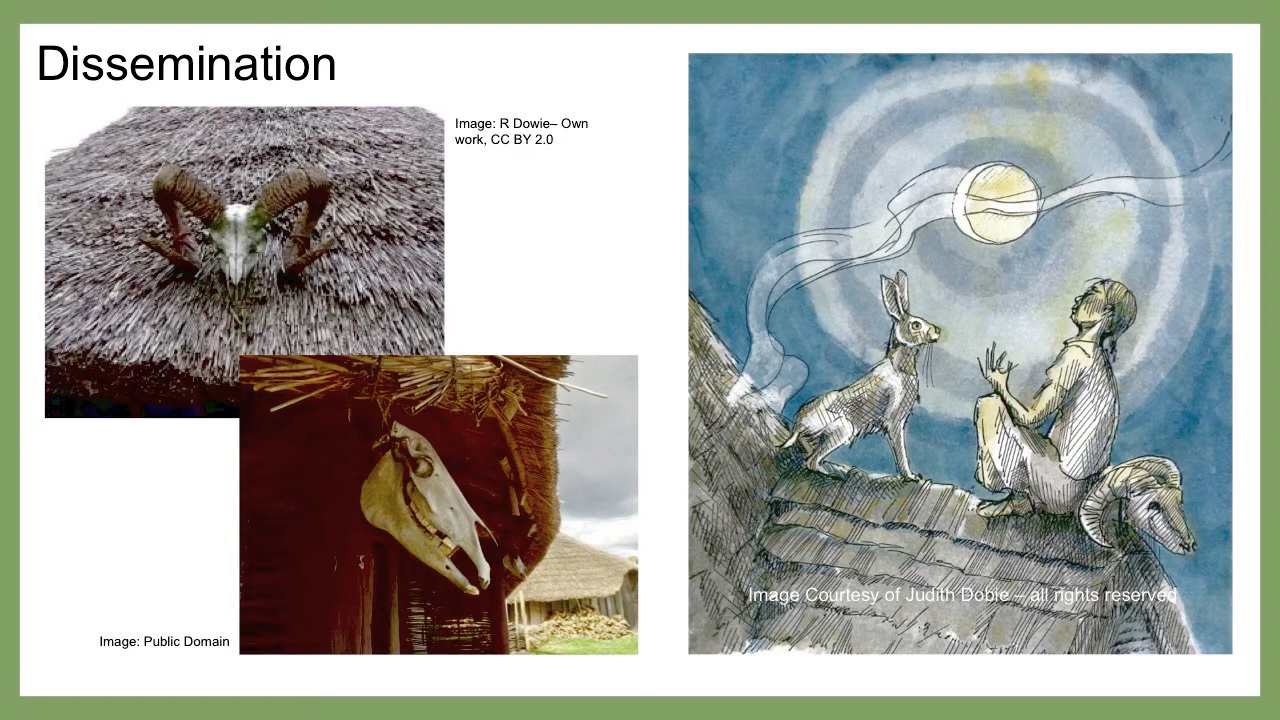 Dissemination
Image: R Dowie– Own
work, CC BY 2.0
Image: Public Domain
Image Courtesy of Judith Dobie – all rights reserved